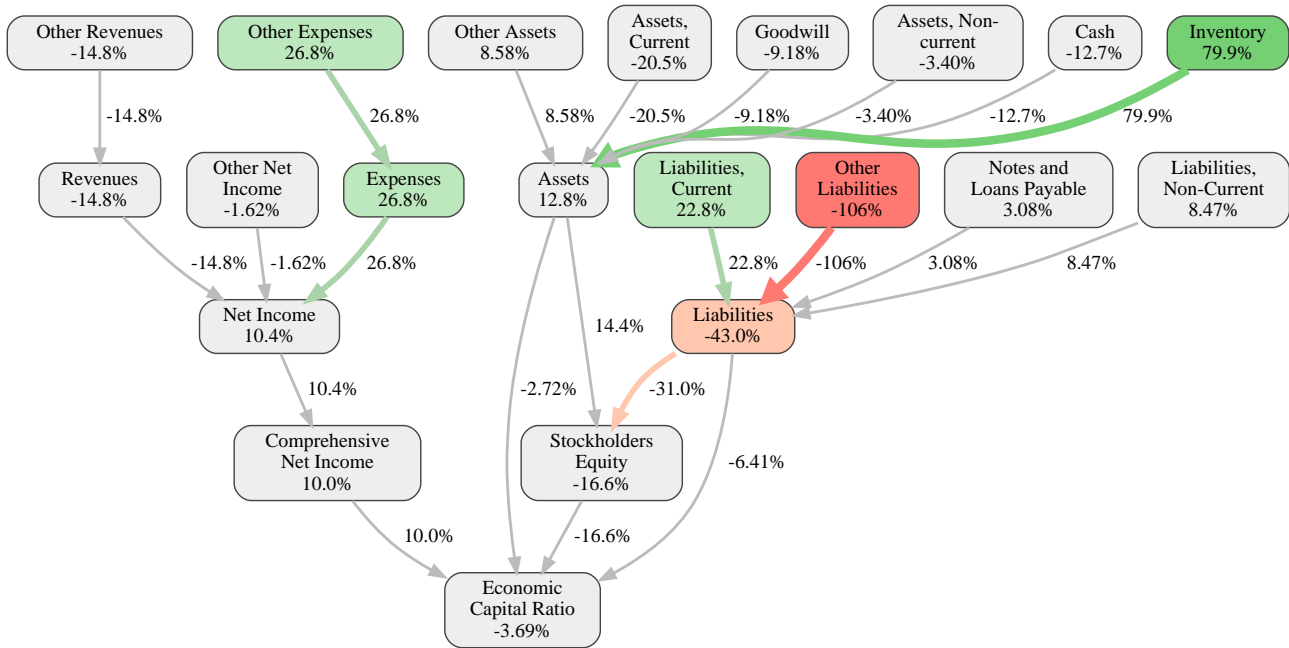 Other Revenues
-14.8%
Other Expenses
26.8%
Other Assets
8.58%
Assets,
Current
-20.5%
Goodwill
-9.18%
Assets, Non-
current
-3.40%
Cash
-12.7%
Inventory
79.9%
-14.8%
26.8%
8.58%
-20.5%
-9.18%
-3.40%
-12.7%
79.9%
Revenues
-14.8%
Other Net
Income
-1.62%
Expenses
26.8%
Assets
12.8%
Liabilities,
Current
22.8%
Other
Liabilities
-106%
Notes and
Loans Payable
3.08%
Liabilities,
Non-Current
8.47%
-14.8%
-1.62%
26.8%
22.8%
-106%
3.08%
8.47%
Net Income
10.4%
14.4%
Liabilities
-43.0%
10.4%
-2.72%
-31.0%
Comprehensive
Net Income
10.0%
Stockholders
Equity
-16.6%
-6.41%
10.0%
-16.6%
Economic
Capital Ratio
-3.69%